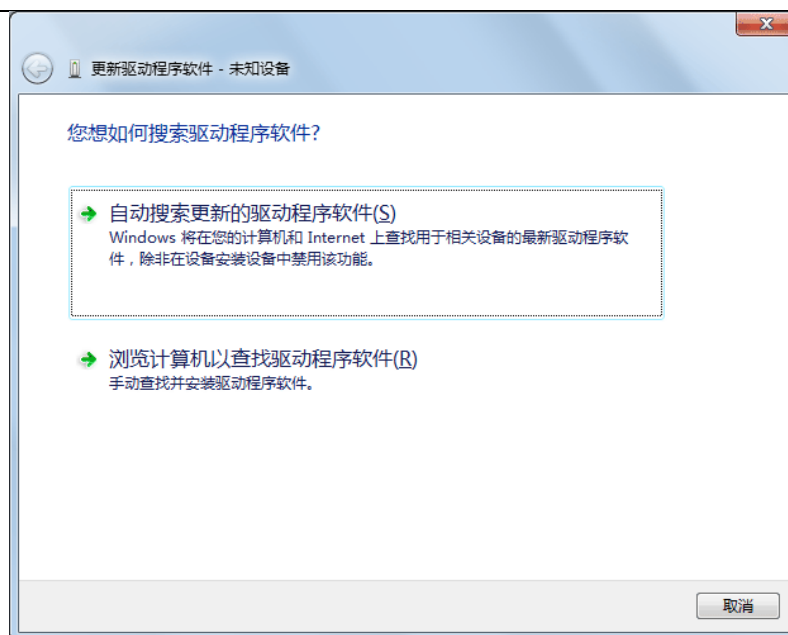 更新驱动程序软件 - 未知设备
您想如何搜索驱动程序软件?
自动搜索更新的驱动程序软件(S)
Windows 将在您的计算机和 Internet 上查找用于相关设备的最新驱动程序软
件，除非在设备安装设备中禁用该功能。
浏览计算机以查找驱动程序软件(R)
手动查找并安装驱动程序软件。
取消